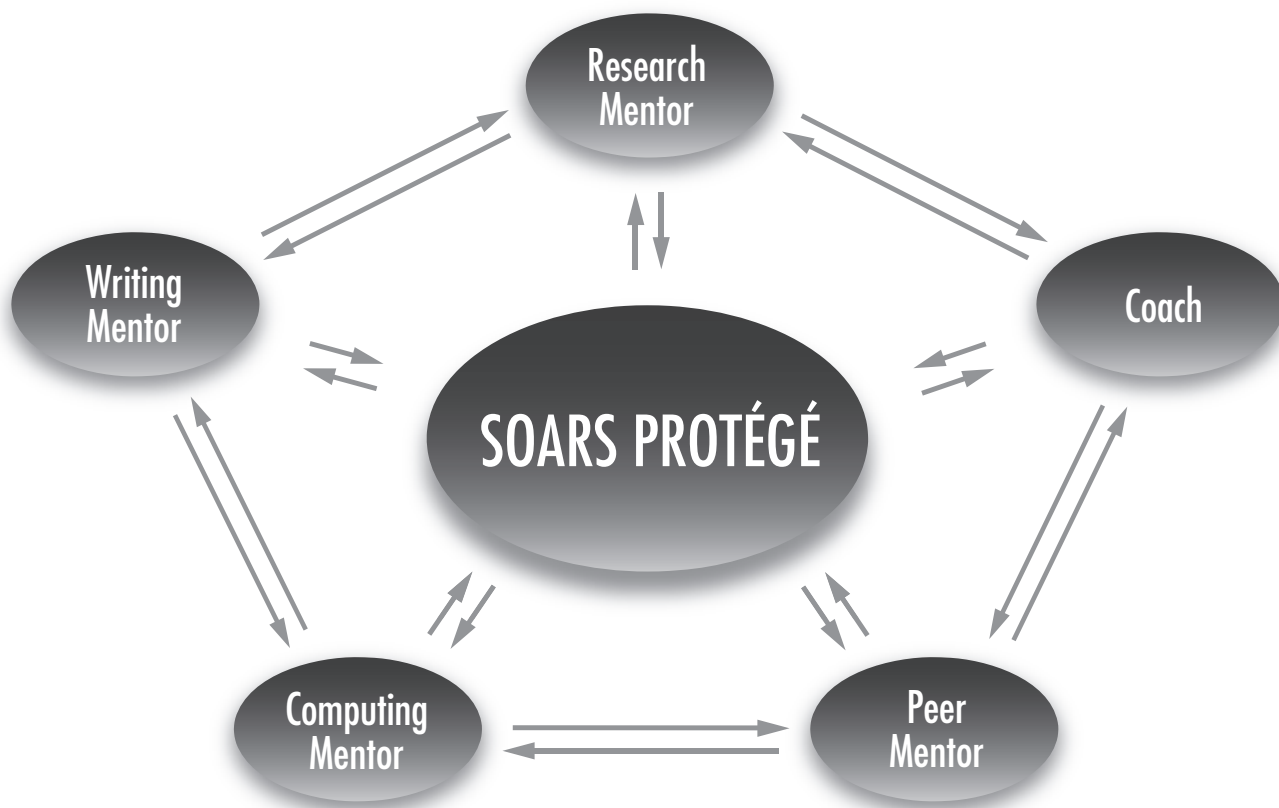 Research
Mentor
Writing
Mentor
Coach
SOARS PROTÉGÉ
Computing
Mentor
Peer
Mentor